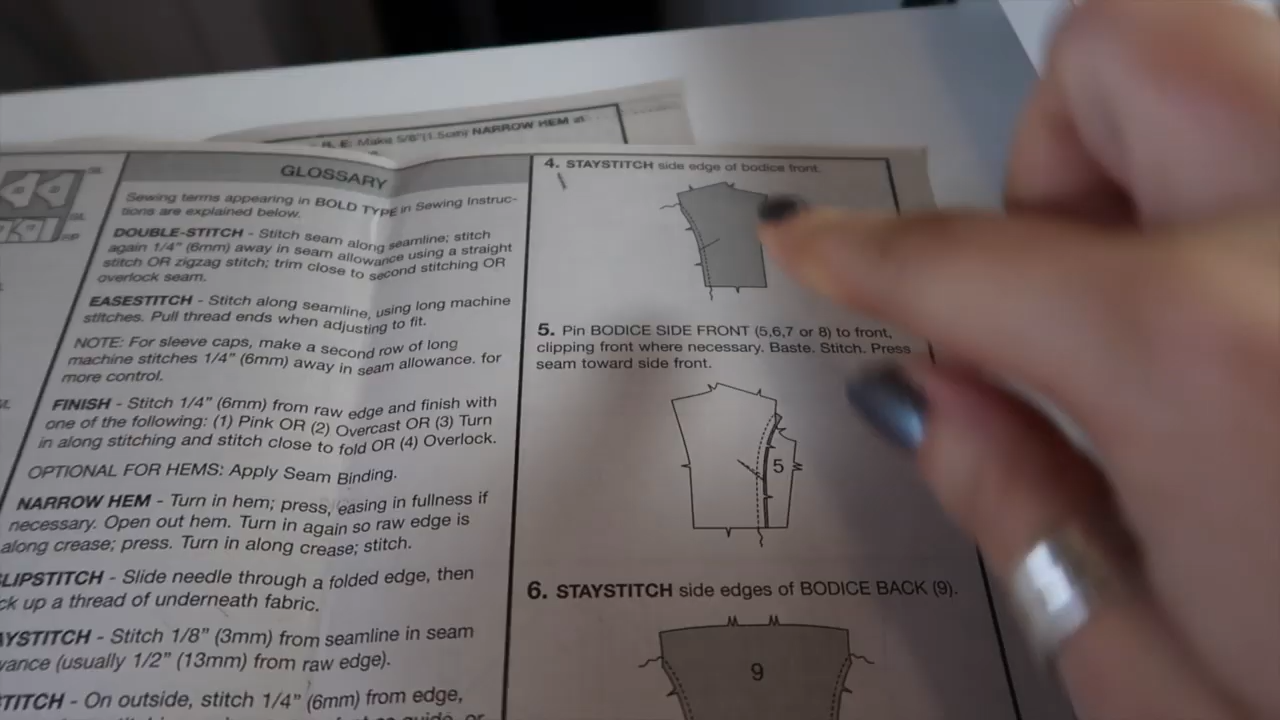 Make 5/8"(1.5cm) NARROW HEM at
GLOSSARY
Sewing terms appearing in BOLD TYPE in Sewing Instruc-
tions are explained below.
DOUBLE-STITCH - Stitch seam along seamline; stitch
again 1/4" (6mm) away in seam allowance using a straight
stitch OR zigzag stitch; trim close to second stitching OR
overlock seam.
EASESTITCH - Stitch along seamline, using long machine
stitches. Pull thread ends when adjusting to fit.
NOTE: For sleeve caps, make a second row of long
machine stitches 1/4" (6mm) away in seam allowance. for
more control.
FINISH - Stitch 1/4" (6mm) from raw edge and finish with
one of the following: (1) Pink OR (2) Overcast OR (3) Turn
in along stitching and stitch close to fold OR (4) Overlock.
OPTIONAL FOR HEMS: Apply Seam Binding.
NARROW HEM - Turn in hem; press, easing in fullness if
necessary. Open out hem. Turn in again so raw edge is
along crease; press. Turn in along crease; stitch.
LIPSTITCH - Slide needle through a folded edge, then
ck up a thread of underneath fabric.
AYSTITCH - Stitch 1/8" (3mm) from seamline in seam
wance (usually 1/2" (13mm) from raw edge).
TITCH - On outside, stitch 1/4" (6mm) from edge,
4. STAYSTITCH side edge of bodice front.
5. Pin BODICE SIDE FRONT (5,6,7 or 8) to front,
clipping front where necessary. Baste. Stitch. Press
seam toward side front.
5
6. STAYSTITCH side edges of BODICE BACK (9).
9